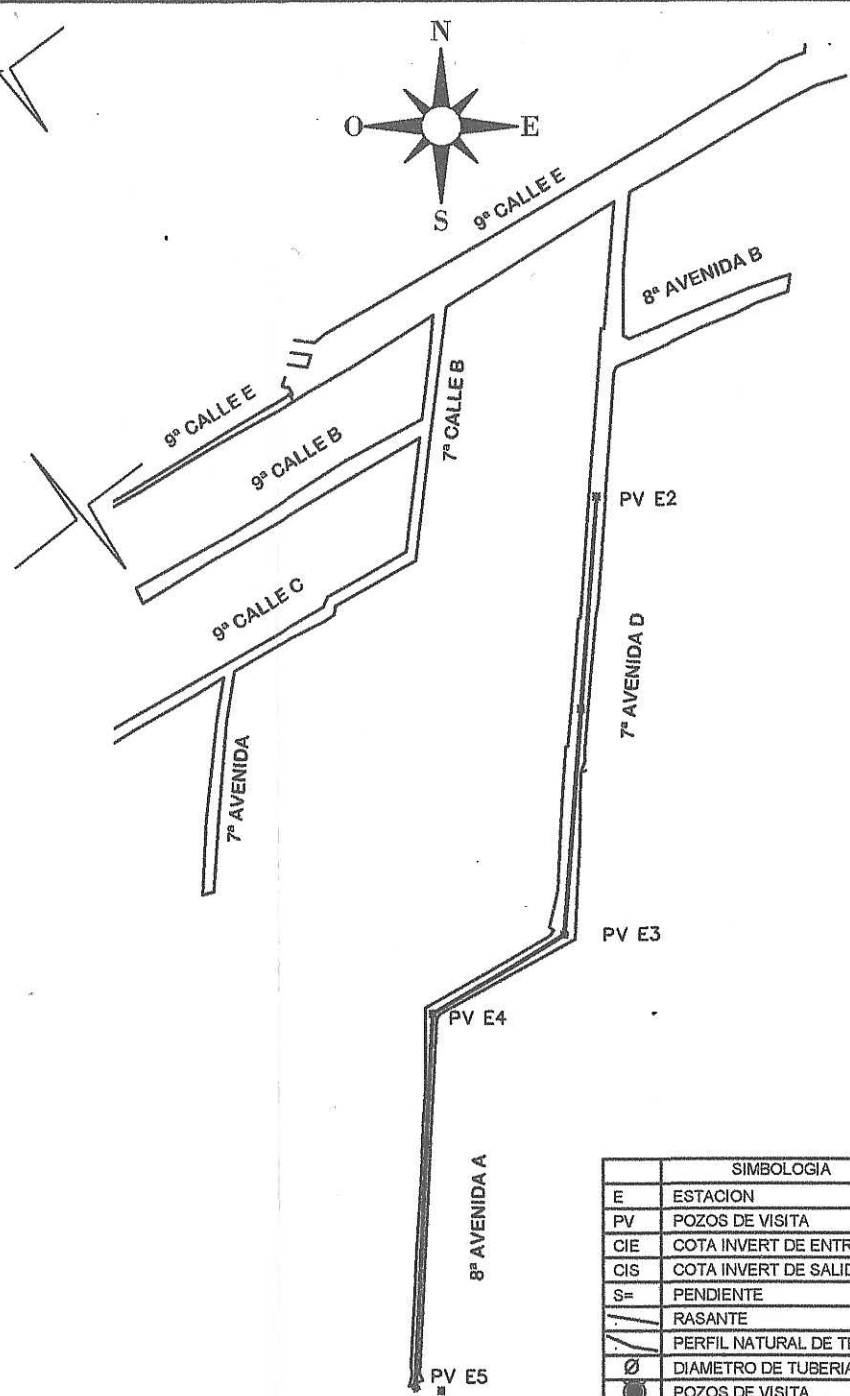 N
O
E
S
9ª CALLE E
8ª AVENIDA B
9ª CALLE E
7ª CALLE B
9ª CALLE B
PV E2
9ª CALLE C
7ª AVENIDA D
7ª AVENIDA
PV E3
PV E4
8ª AVENIDA A
PV E5
SIMBOLOGIA
E ESTACION
PV POZOS DE VISITA
CIE COTA INVERT DE ENTR
CIS COTA INVERT DE SALID
S= PENDIENTE
RASANTE
PERFIL NATURAL DE TE
Ø DIAMETRO DE TUBERIA
POZOS DE VISITA